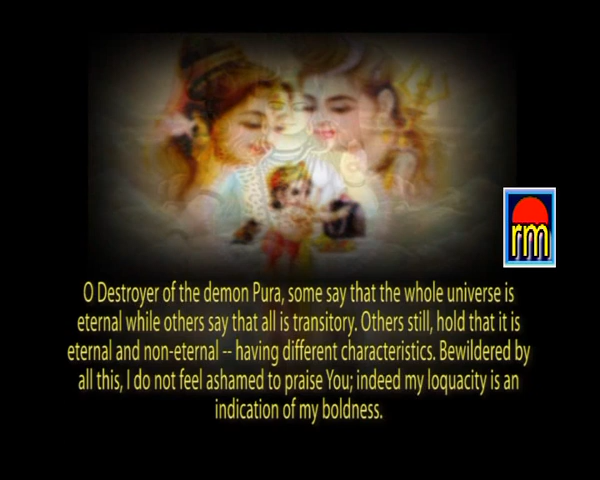 rm
O Destroyer of the demon Pura, some say that the whole universe is
eternal while others say that all is transitory. Others still, hold that it is
eternal and non-eternal -- having different characteristics. Bewildered by
all this, I do not feel ashamed to praise You; indeed my loquacity is an
indication of my boldness.